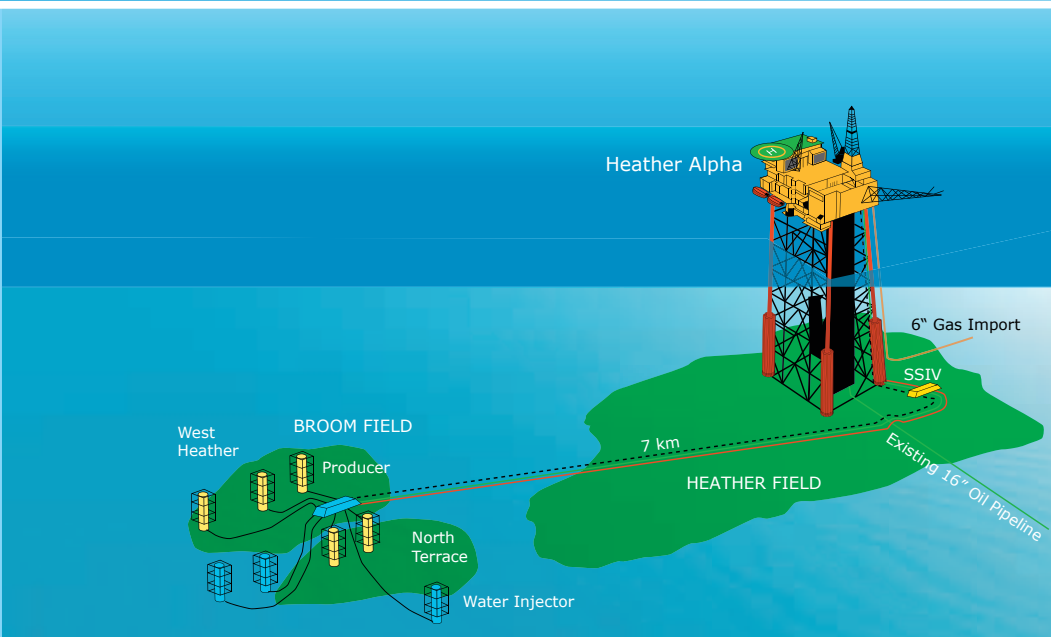 Heather Alpha
H
6“ Gas Import
SSIV
BROOM FIELD
West
Heather
Producer
7 km
HEATHER FIELD
Existing 16” Oil Pipeline
North
Terrace
Water Injector